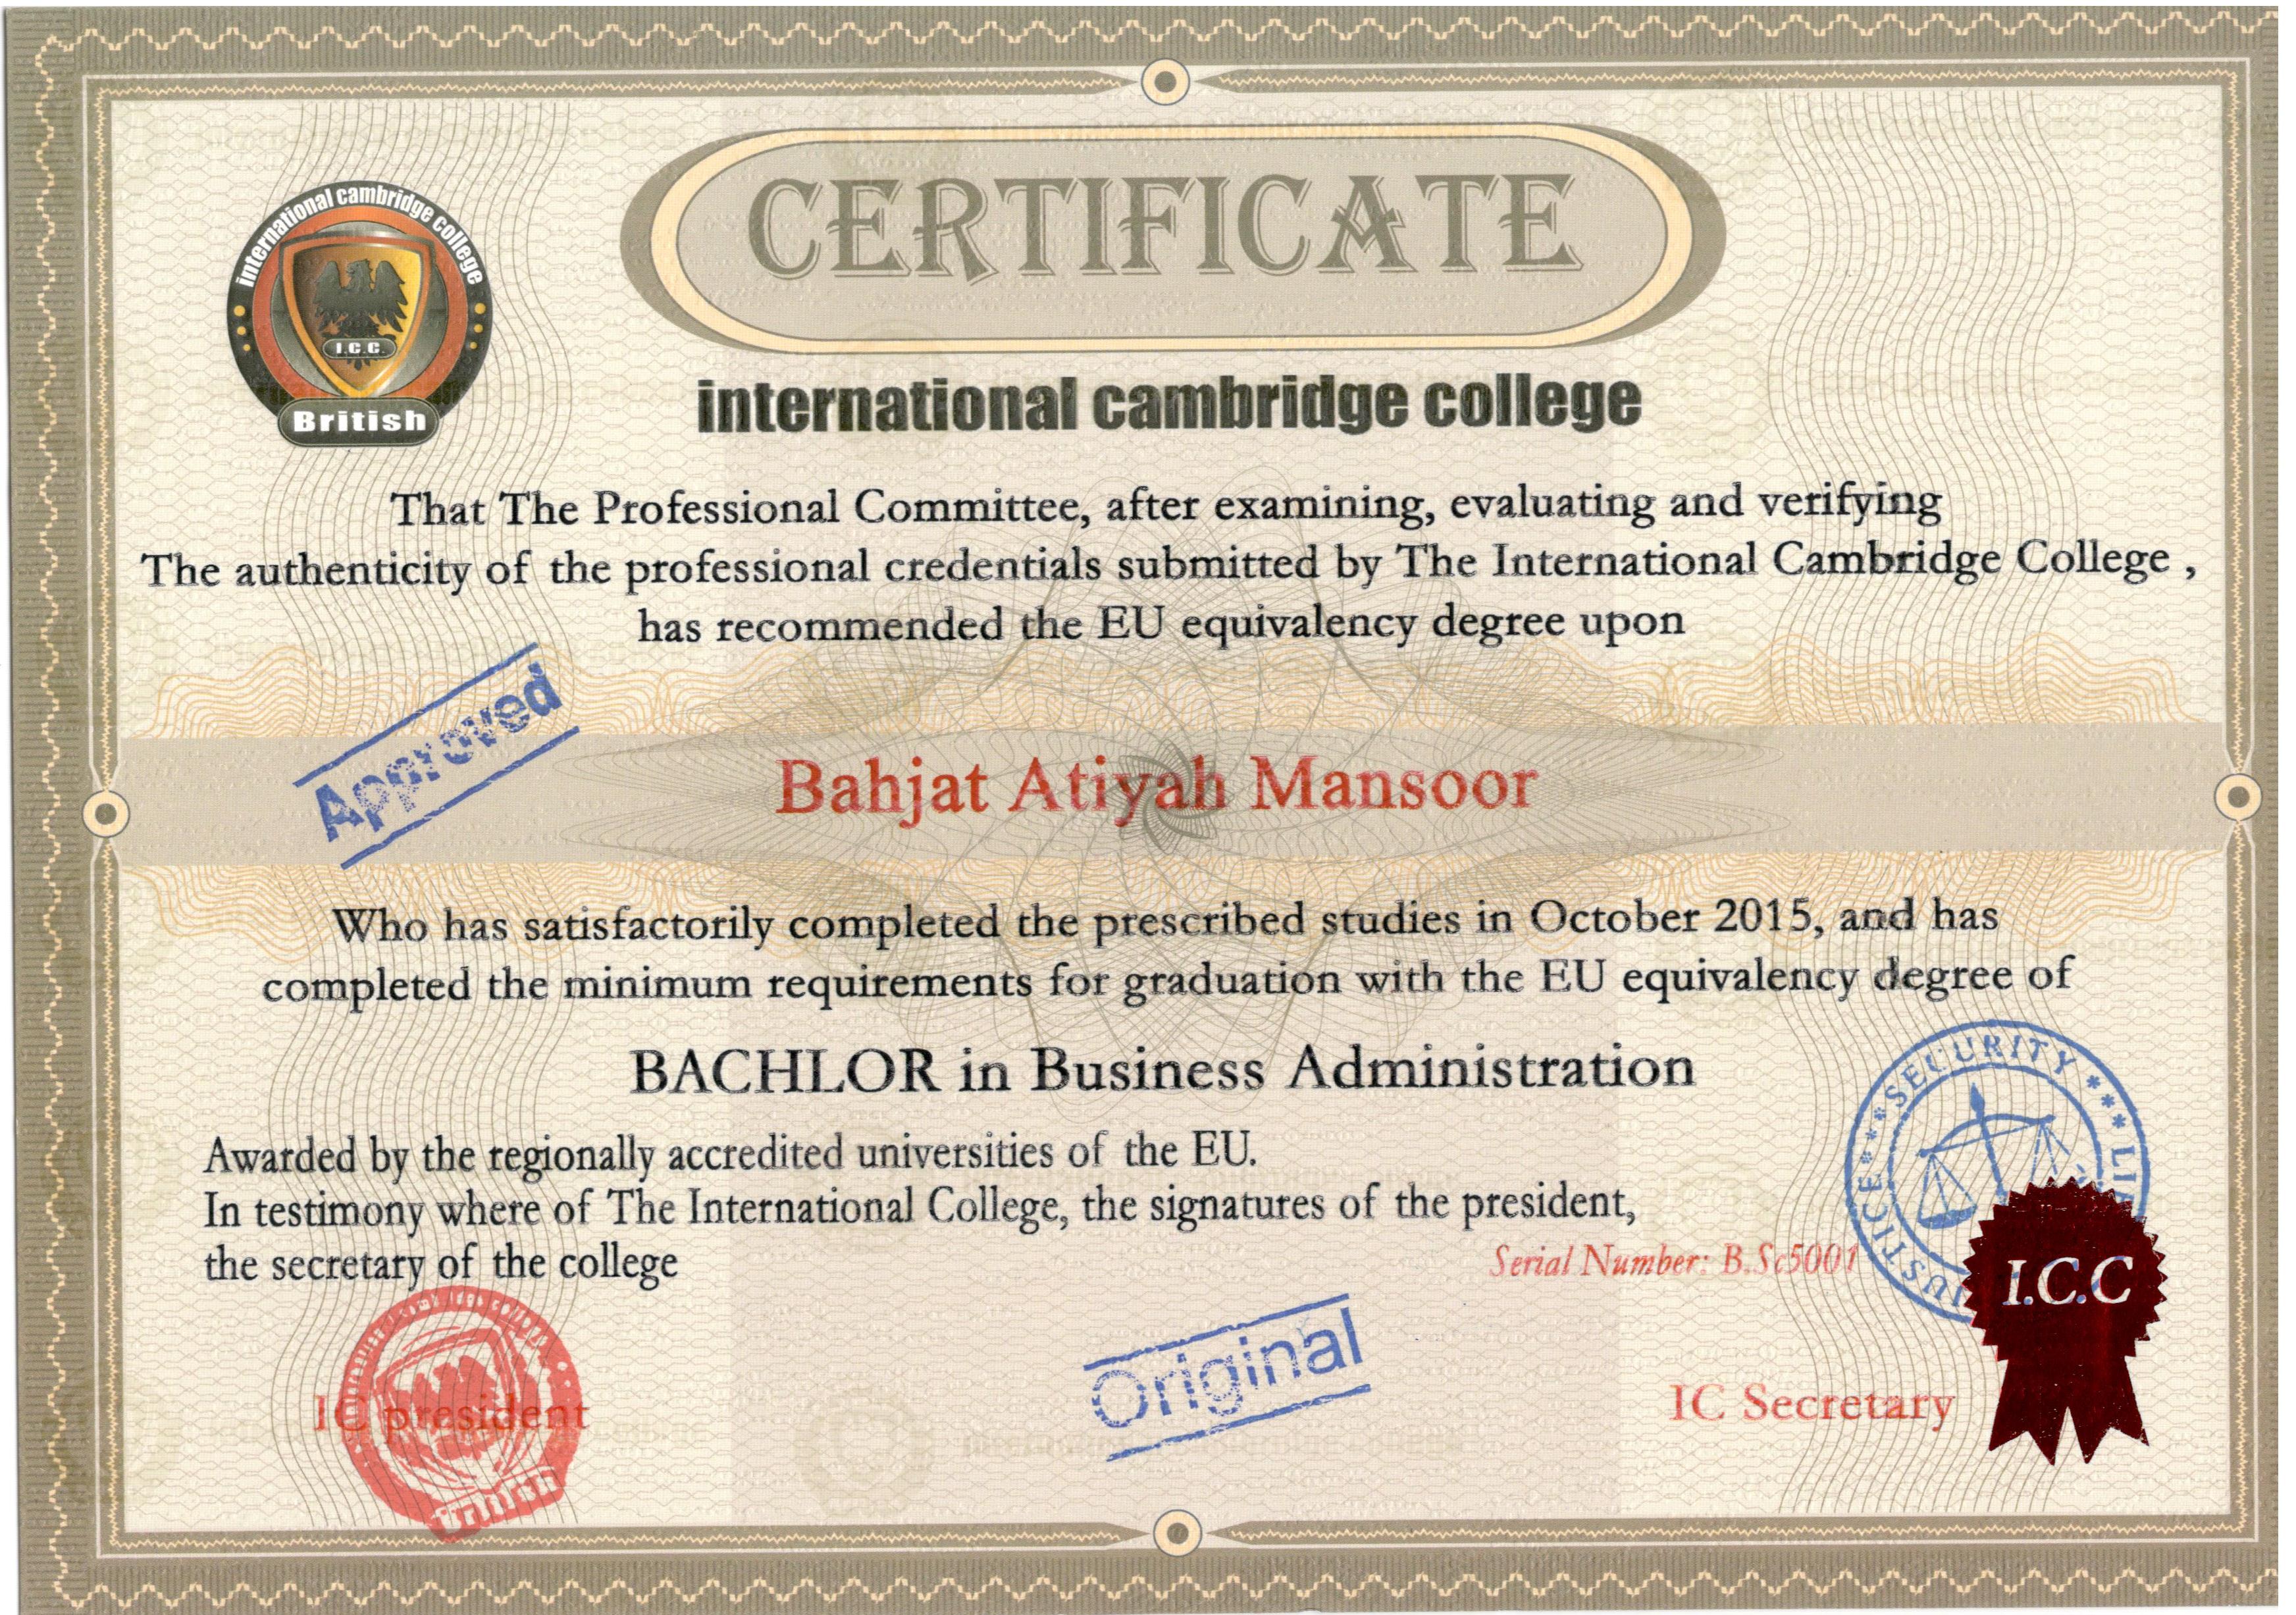 international cambridge college
I.C.C.
British
CERTIFICATE
international cambridge college
That The Professional Committee, after examining, evaluating and verifying
The authenticity of the professional credentials submitted by The International Cambridge College ,
has recommended the EU equivalency degree upon
Approved
Bahjat Atiyah Mansoor
Who has satisfactorily completed the prescribed studies in October 2015, and has
completed the minimum requirements for graduation with the EU equivalency degree of
BACHLOR in Business Administration
Awarded by the regionally accredited universities of the EU.
In testimony where of The International College, the signatures of the president,
the secretary of the college
Serial Number: B.Sc5001
SECURITY
JUSTICE
I.C.C
Original
IC president
British
IC Secretary